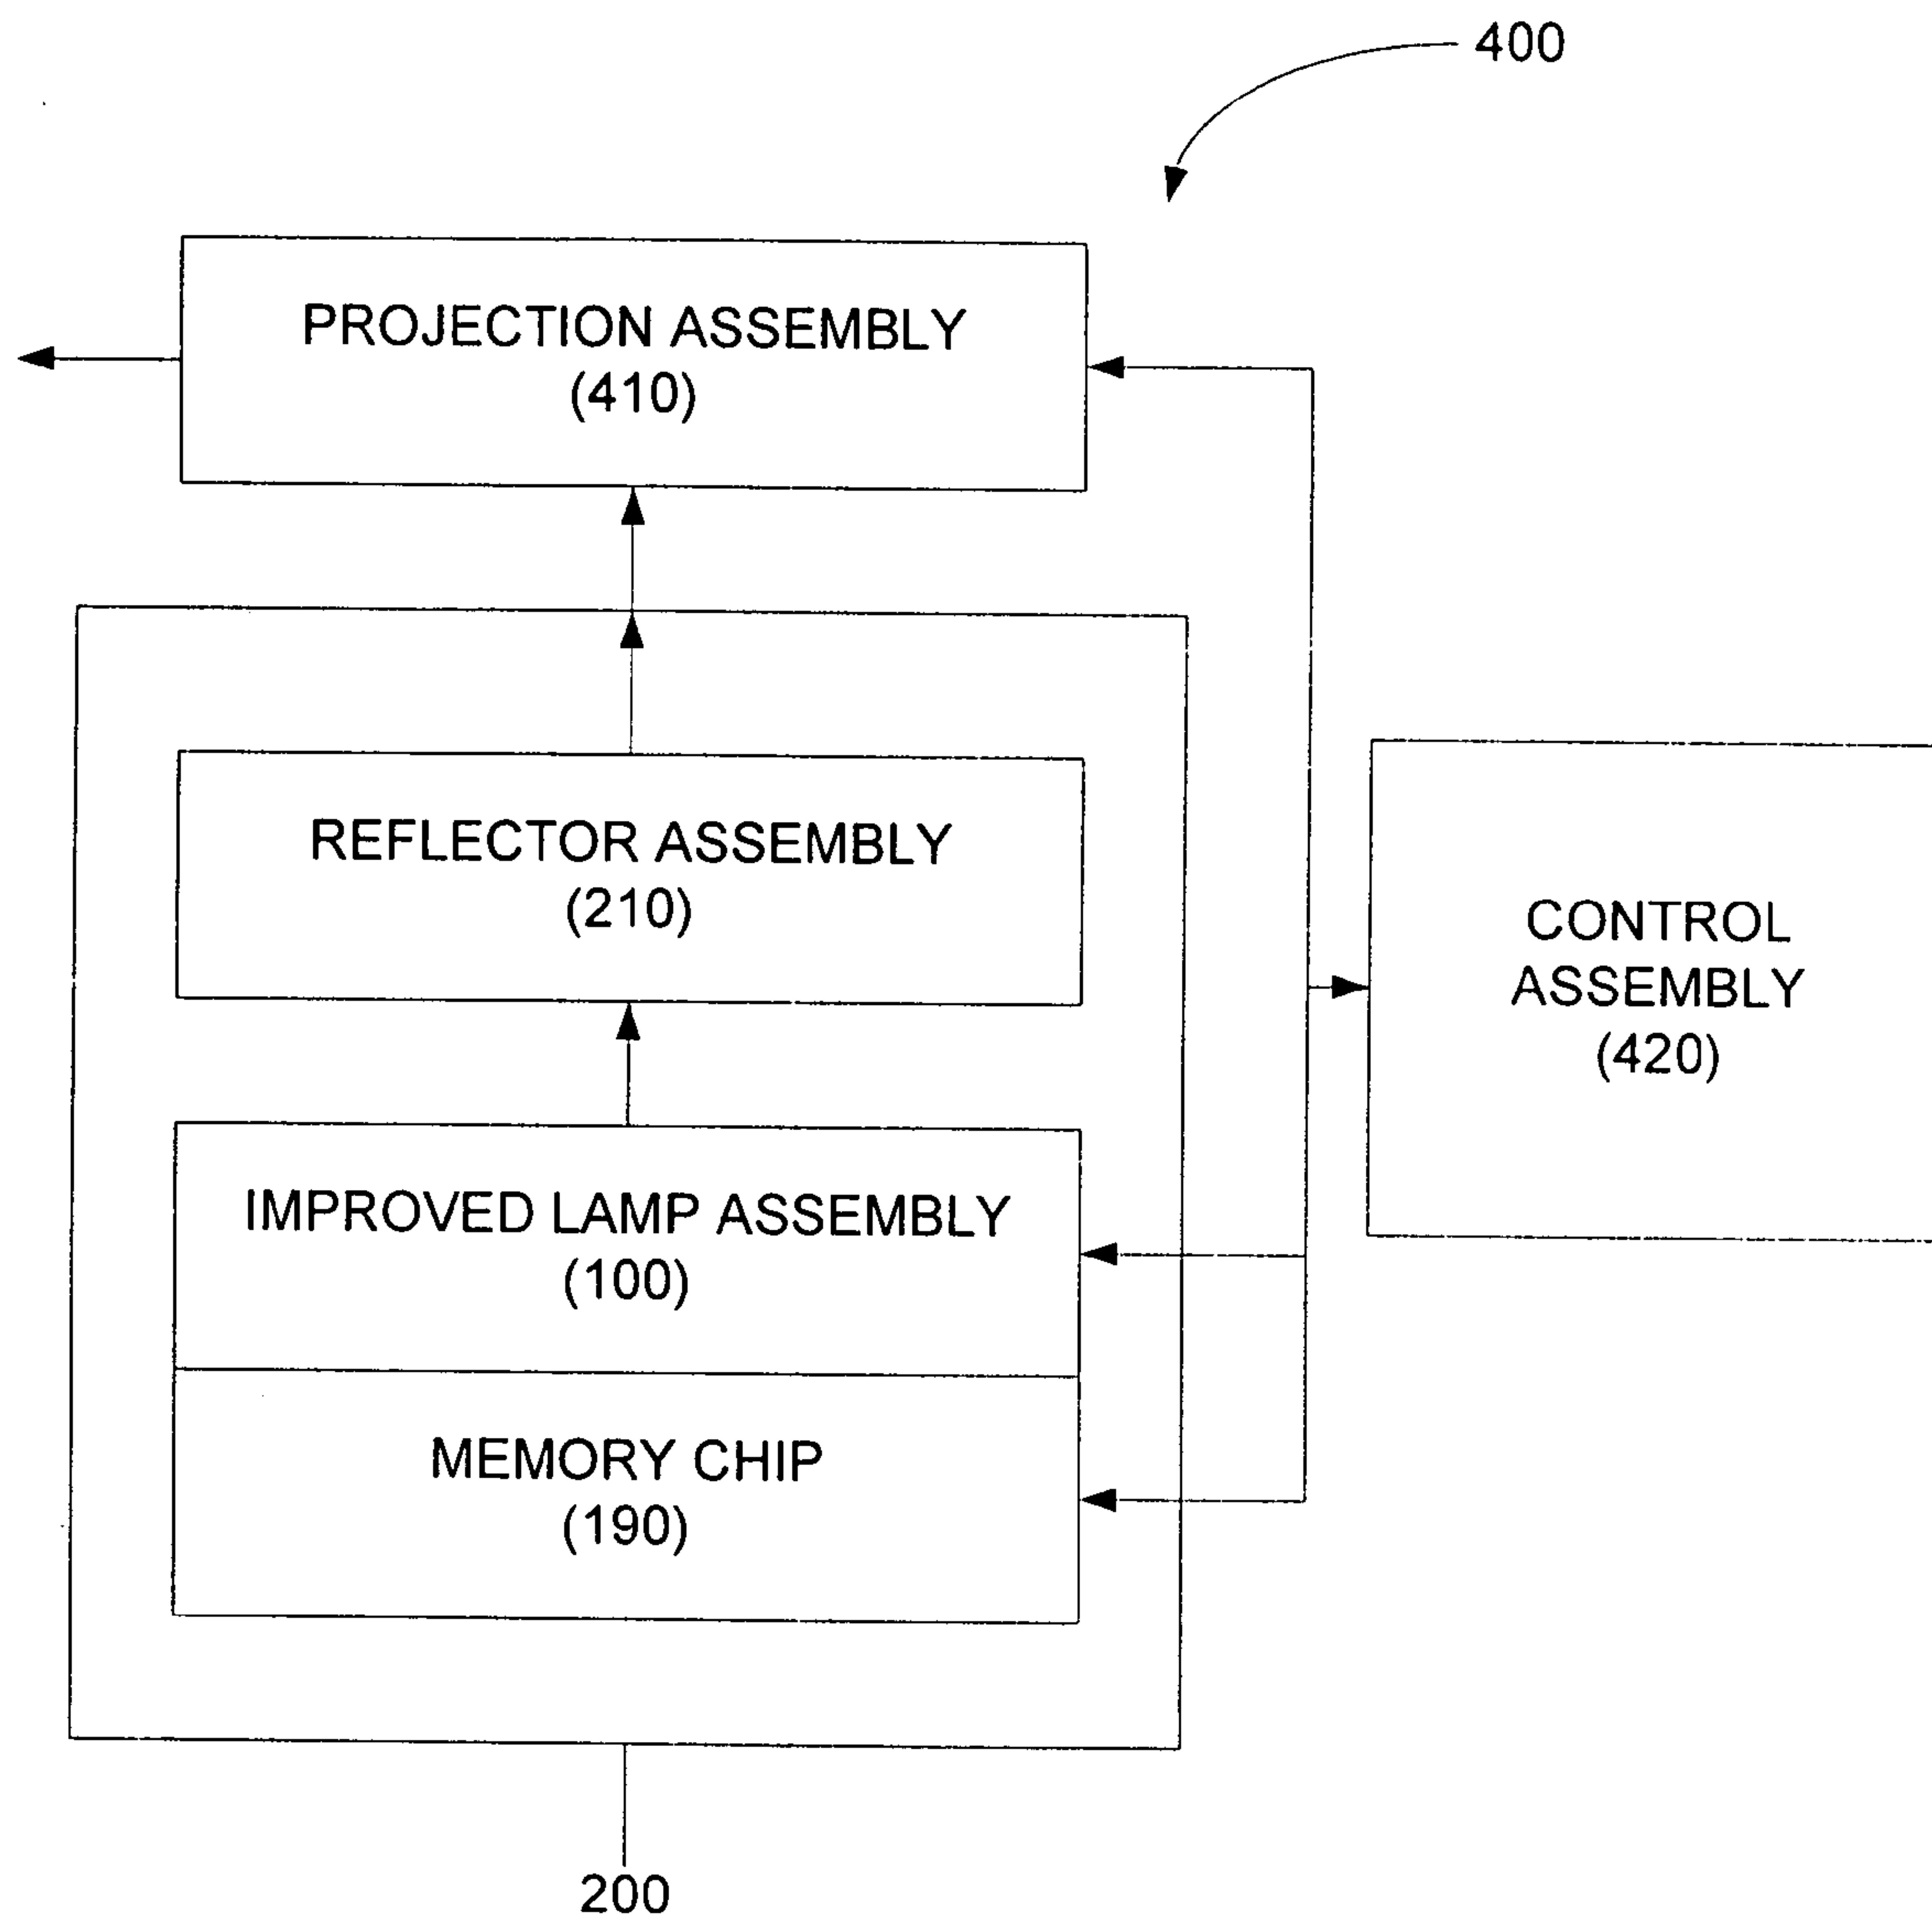 400
PROJECTION ASSEMBLY
(410)
REFLECTOR ASSEMBLY
(210)
CONTROL
ASSEMBLY
(420)
IMPROVED LAMP ASSEMBLY
(100)
MEMORY CHIP
(190)
200